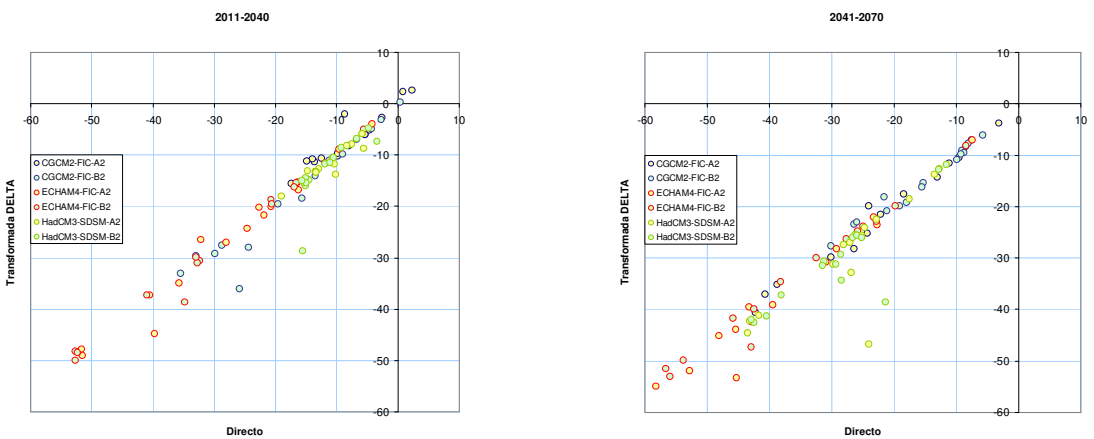 2011-2040
2041-2070
10
0
-10
-20
-30
-40
-50
-60
-60 -50 -40 -30 -20 -10 0 10
CGCM2-FIC-A2
CGCM2-FIC-B2
ECHAM4-FIC-A2
ECHAM4-FIC-B2
HadCM3-SDSM-A2
HadCM3-SDSM-B2
Transformada DELTA
Directo
10
0
-10
-20
-30
-40
-50
-60
-60 -50 -40 -30 -20 -10 0 10
CGCM2-FIC-A2
CGCM2-FIC-B2
ECHAM4-FIC-A2
ECHAM4-FIC-B2
HadCM3-SDSM-A2
HadCM3-SDSM-B2
Transformada DELTA
Directo